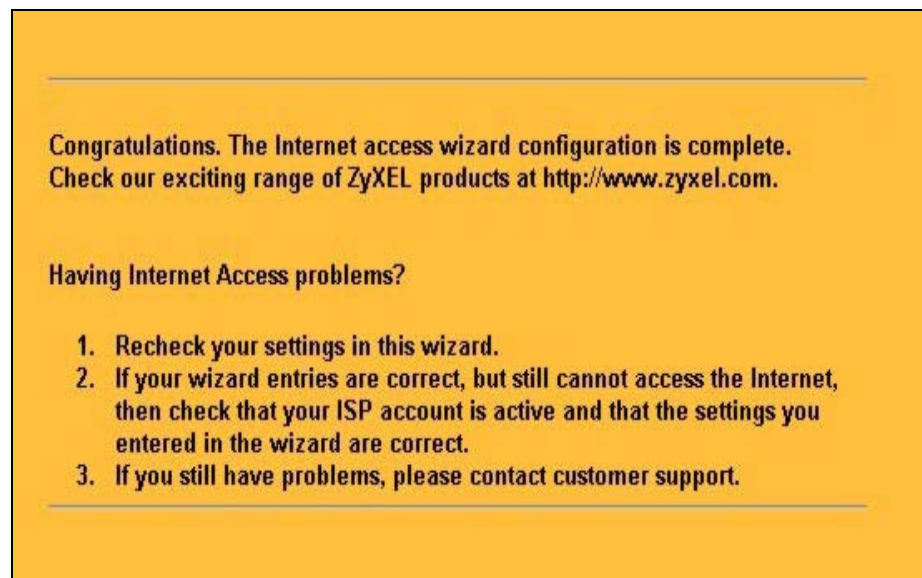 Congratulations. The Internet access wizard configuration is complete.
Check our exciting range of ZyXEL products at http://www.zyxel.com.
Having Internet Access problems?
1. Recheck your settings in this wizard.
2. If your wizard entries are correct, but still cannot access the Internet,
then check that your ISP account is active and that the settings you
entered in the wizard are correct.
3. If you still have problems, please contact customer support.